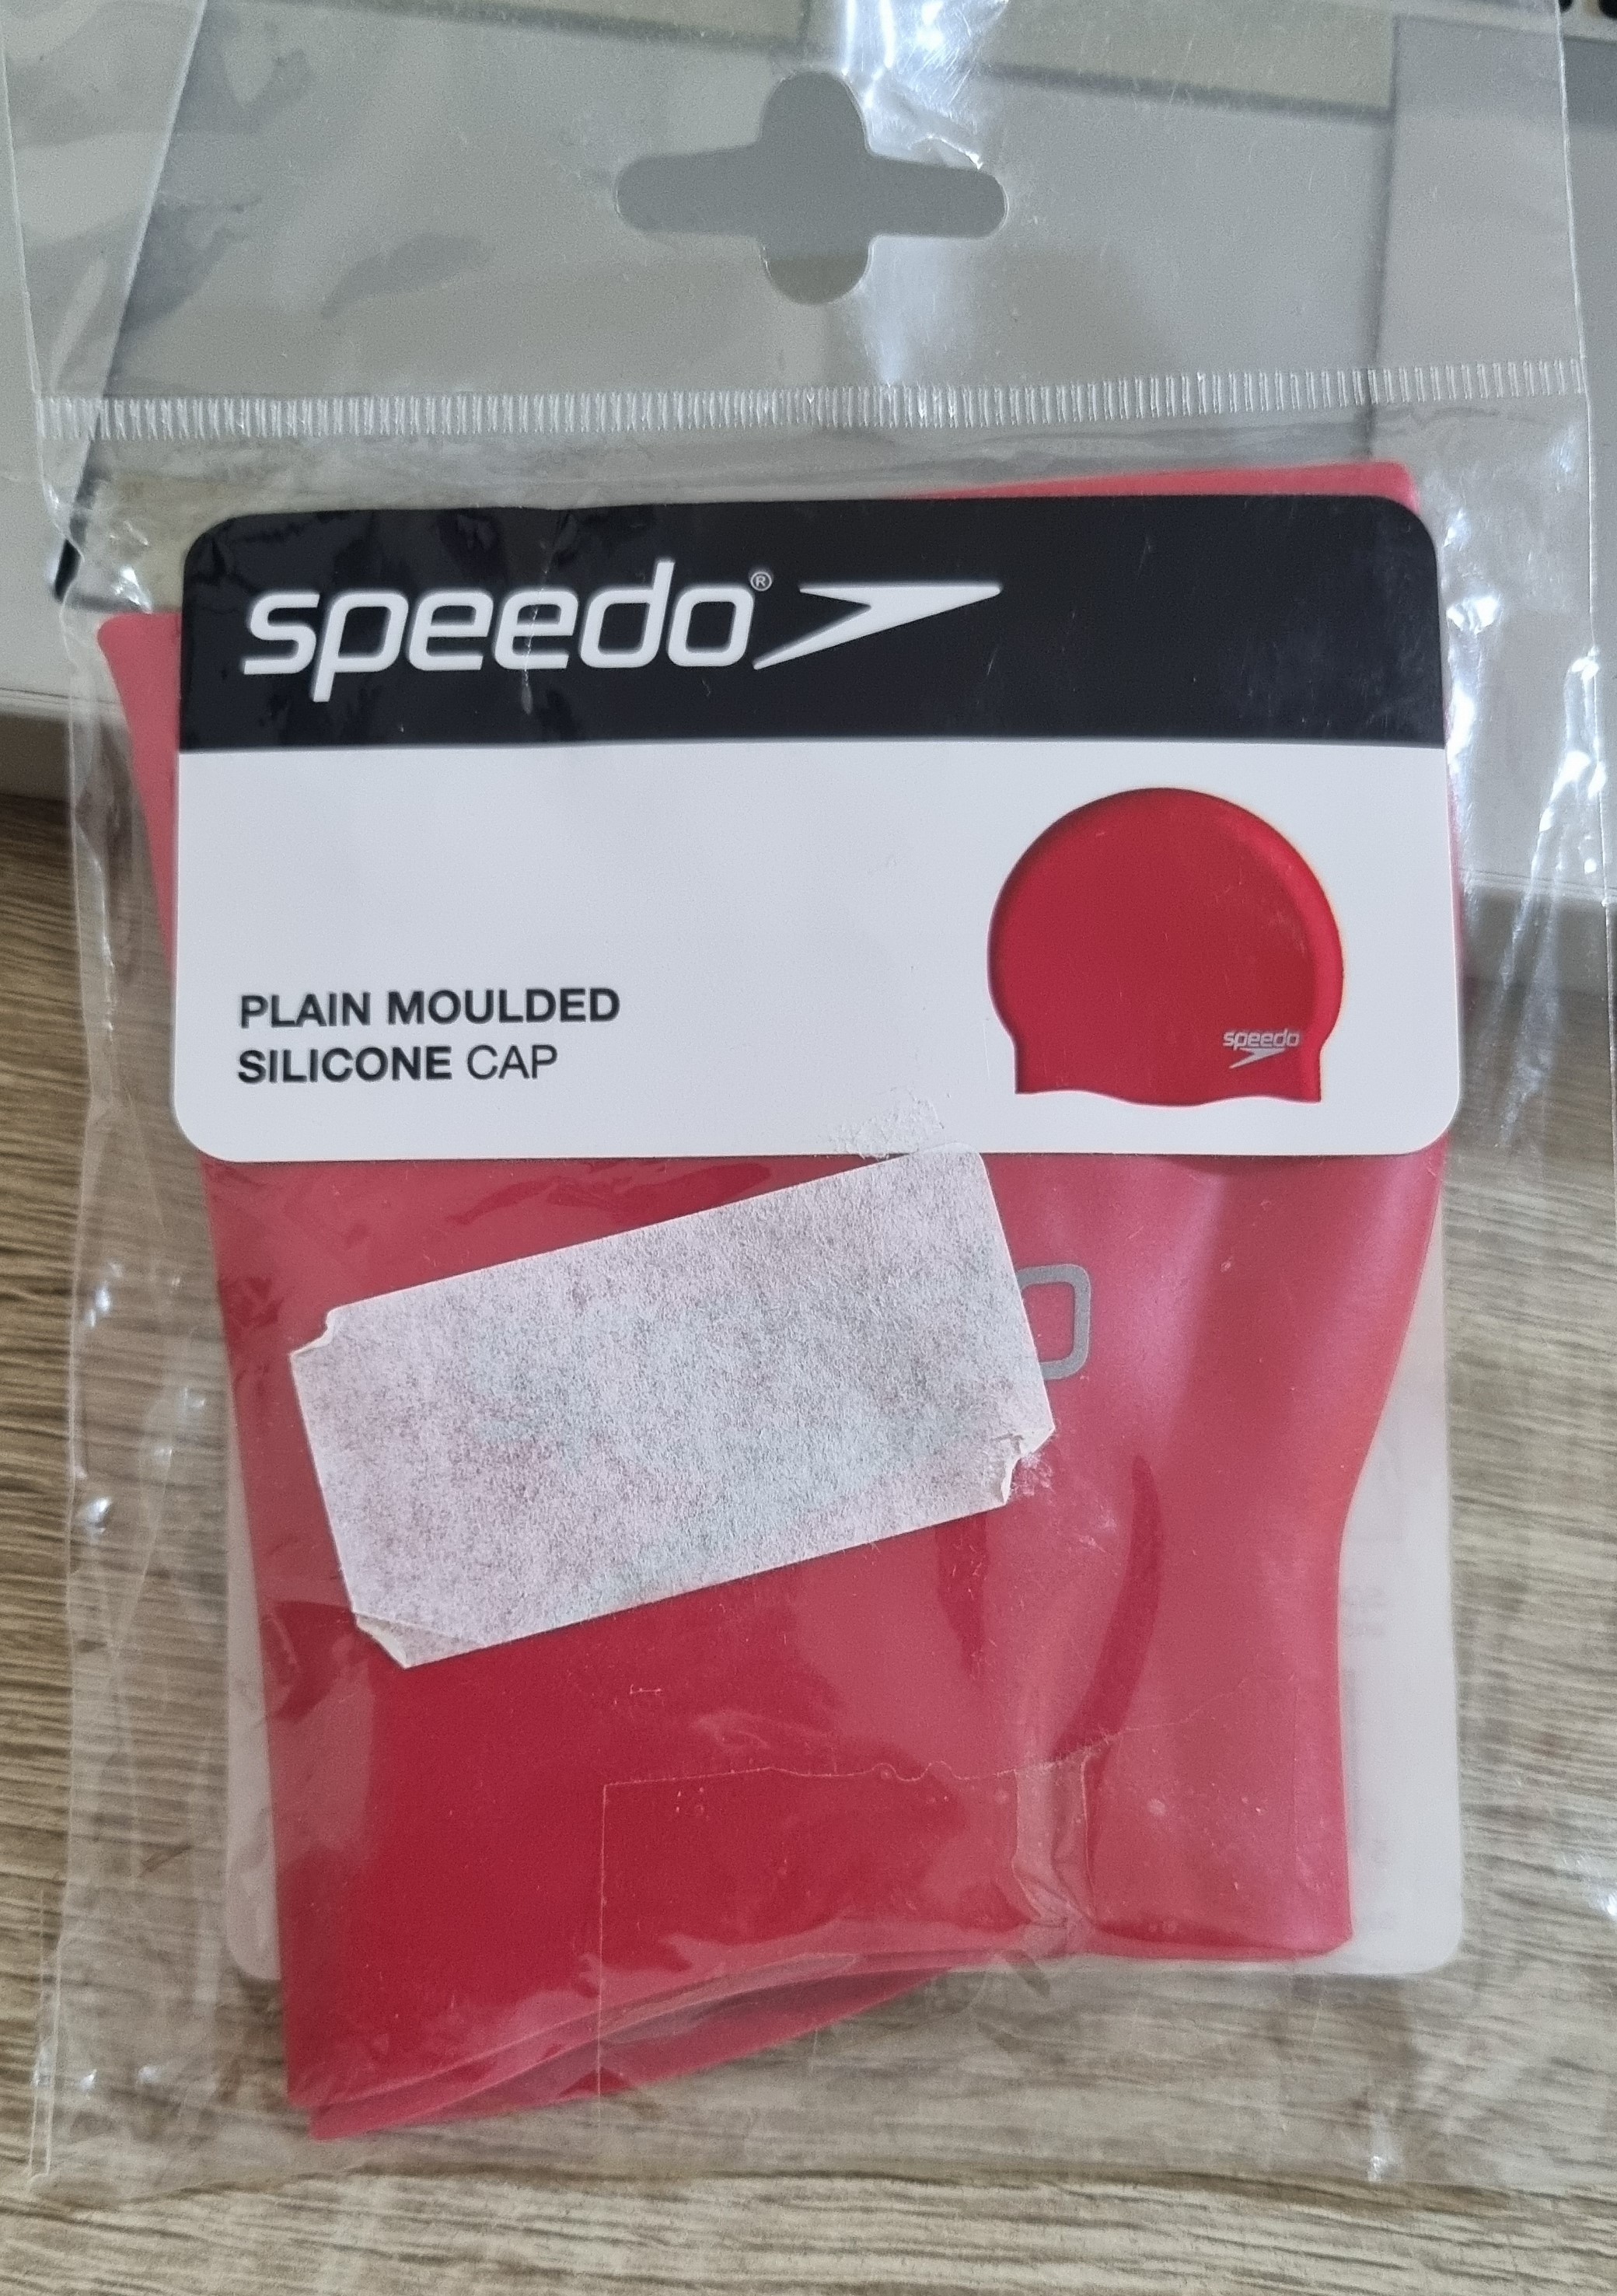 speedo®
PLAIN MOULDED
SILICONE CAP
speedo
o